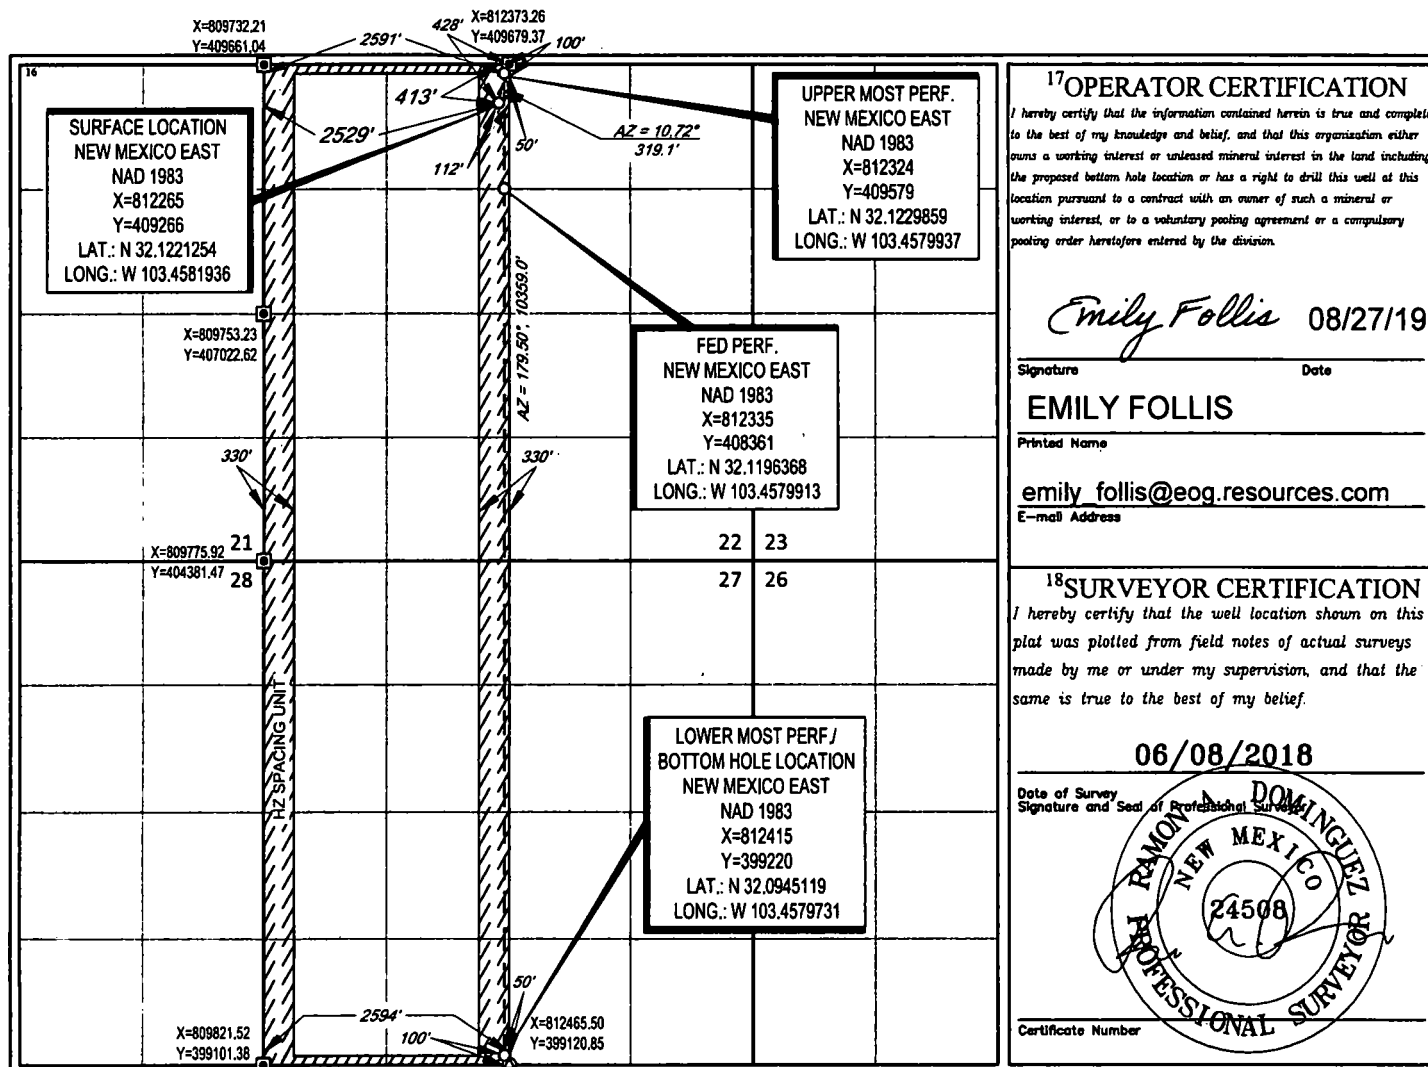 X=809732.21
Y=409661.04
2591'
428'
X=812373.26
Y=409679.37
100'
16
413'
2529'
112'
50'
AZ = 10.72°
319.1'
SURFACE LOCATION
NEW MEXICO EAST
NAD 1983
X=812265
Y=409266
LAT.: N 32.1221254
LONG.: W 103.4581936
UPPER MOST PERF.
NEW MEXICO EAST
NAD 1983
X=812324
Y=409579
LAT.: N 32.1229859
LONG.: W 103.4579937
X=809753.23
Y=407022.62
AZ = 179.50°, 10359.0'
FED PERF.
NEW MEXICO EAST
NAD 1983
X=812335
Y=408361
LAT.: N 32.1196368
LONG.: W 103.4579913
330'
330'
X=809775.92
Y=404381.47
21
28
22 23
27 26
HZ SPACING UNIT
LOWER MOST PERF./
BOTTOM HOLE LOCATION
NEW MEXICO EAST
NAD 1983
X=812415
Y=399220
LAT.: N 32.0945119
LONG.: W 103.4579731
50'
2594'
100'
X=809821.52
Y=399101.38
X=812465.50
Y=399120.85
17OPERATOR CERTIFICATION
I hereby certify that the information contained herein is true and complete
to the best of my knowledge and belief, and that this organization either
owns a working interest or unleased mineral interest in the land including
the proposed bottom hole location or has a right to drill this well at this
location pursuant to a contract with an owner of such a mineral or
working interest, or to a voluntary pooling agreement or a compulsory
pooling order heretofore entered by the division.
Emily Follis 08/27/19
Signature Date
EMILY FOLLIS
Printed Name
emily_follis@eog.resources.com
E-mail Address
18SURVEYOR CERTIFICATION
I hereby certify that the well location shown on this
plat was plotted from field notes of actual surveys
made by me or under my supervision, and that the
same is true to the best of my belief.
06/08/2018
Date of Survey
Signature and Seal of Professional Surveyor
RAMON A. DOMINGUEZ
NEW MEXICO
24508
PROFESSIONAL SURVEYOR
Certificate Number